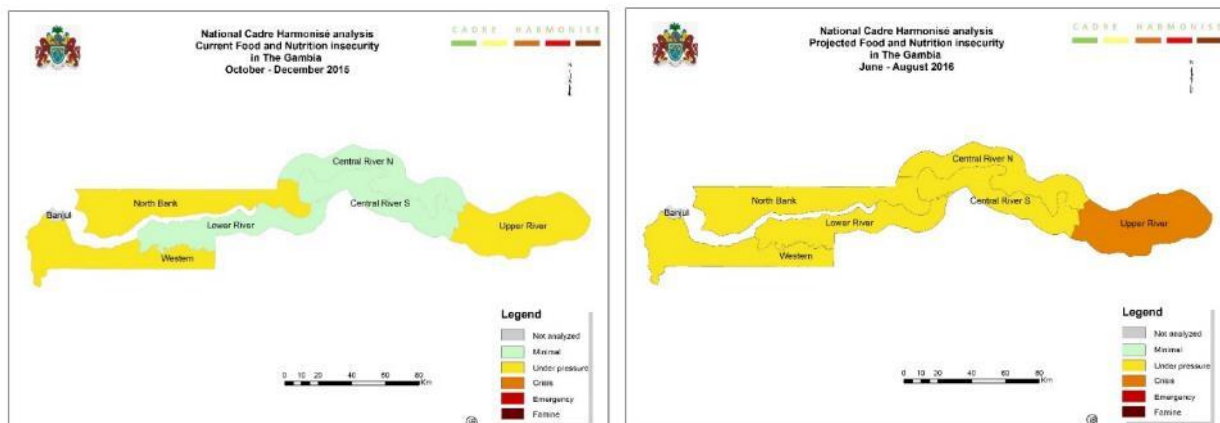 National Cadre Harmonisé analysis
Current Food and Nutrition insecurity
in The Gambia
October - December 2015
CADRE HARMONISE
Central River N
North Bank
Banjul
Central River S
Lower River
Upper River
Western
Legend
Not analyzed
Minimal
Under pressure
Crisis
Emergency
Famine
0 10 20 40 60 80
Km
National Cadre Harmonisé analysis
Projected Food and Nutrition insecurity
in The Gambia
June - August 2016
CADRE HARMONISE
Central River N
North Bank
Banjul
Central River S
Lower River
Upper River
Western
Legend
Not analyzed
Minimal
Under pressure
Crisis
Emergency
Famine
0 10 20 40 60 80
Km